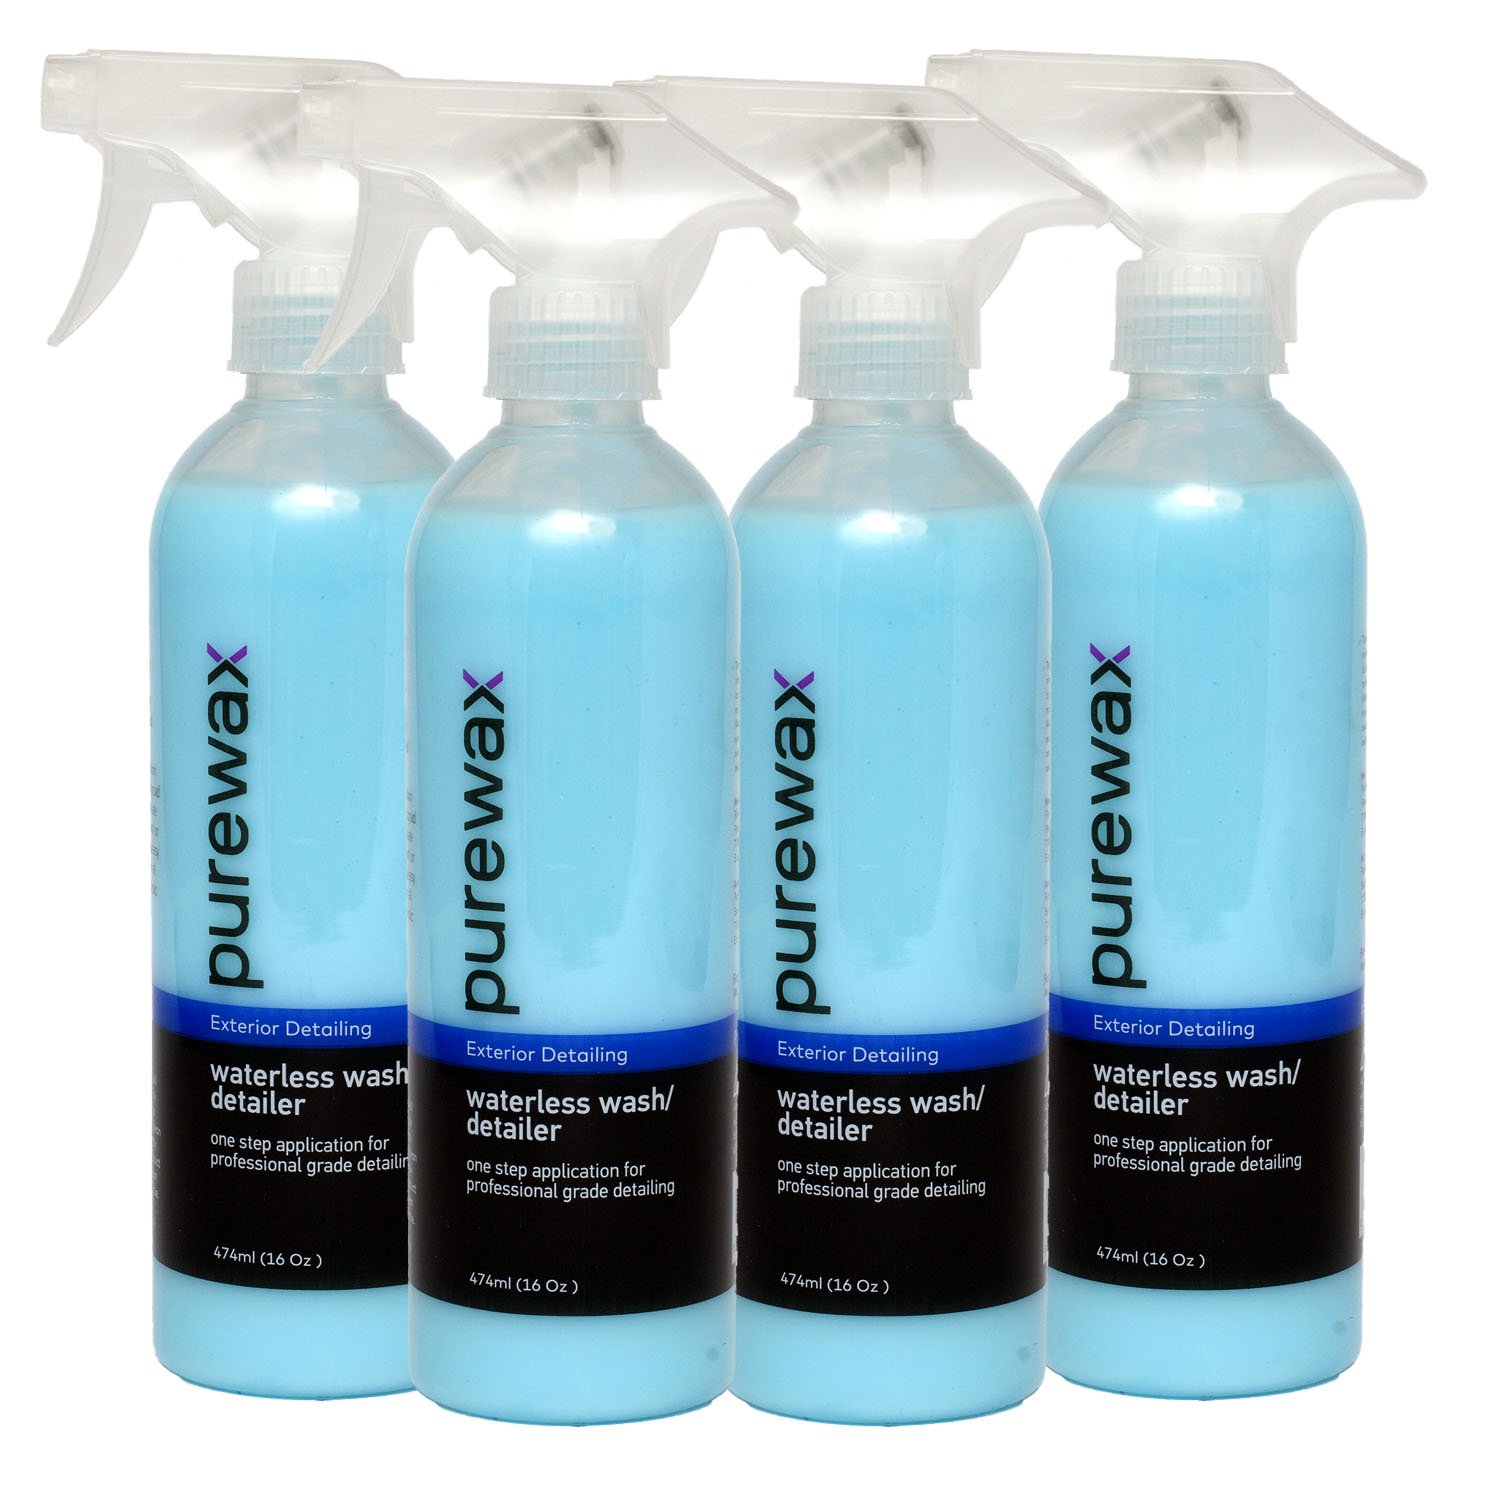 purewax
Exterior Detailing
waterless wash
detailer
one step application for
professional grade detailin
474ml (16 Oz )
purewax
Exterior Detailing
waterless wash/
detailer
one step application for
professional grade detailing
474ml (16 Oz )
purewax
Exterior Detailing
waterless wash/
detailer
one step application for
professional grade detailing
474ml (16 Oz )
purewax
Exterior Detailing
waterless wash/
detailer
one step application for
professional grade detailing
474ml (16 Oz )